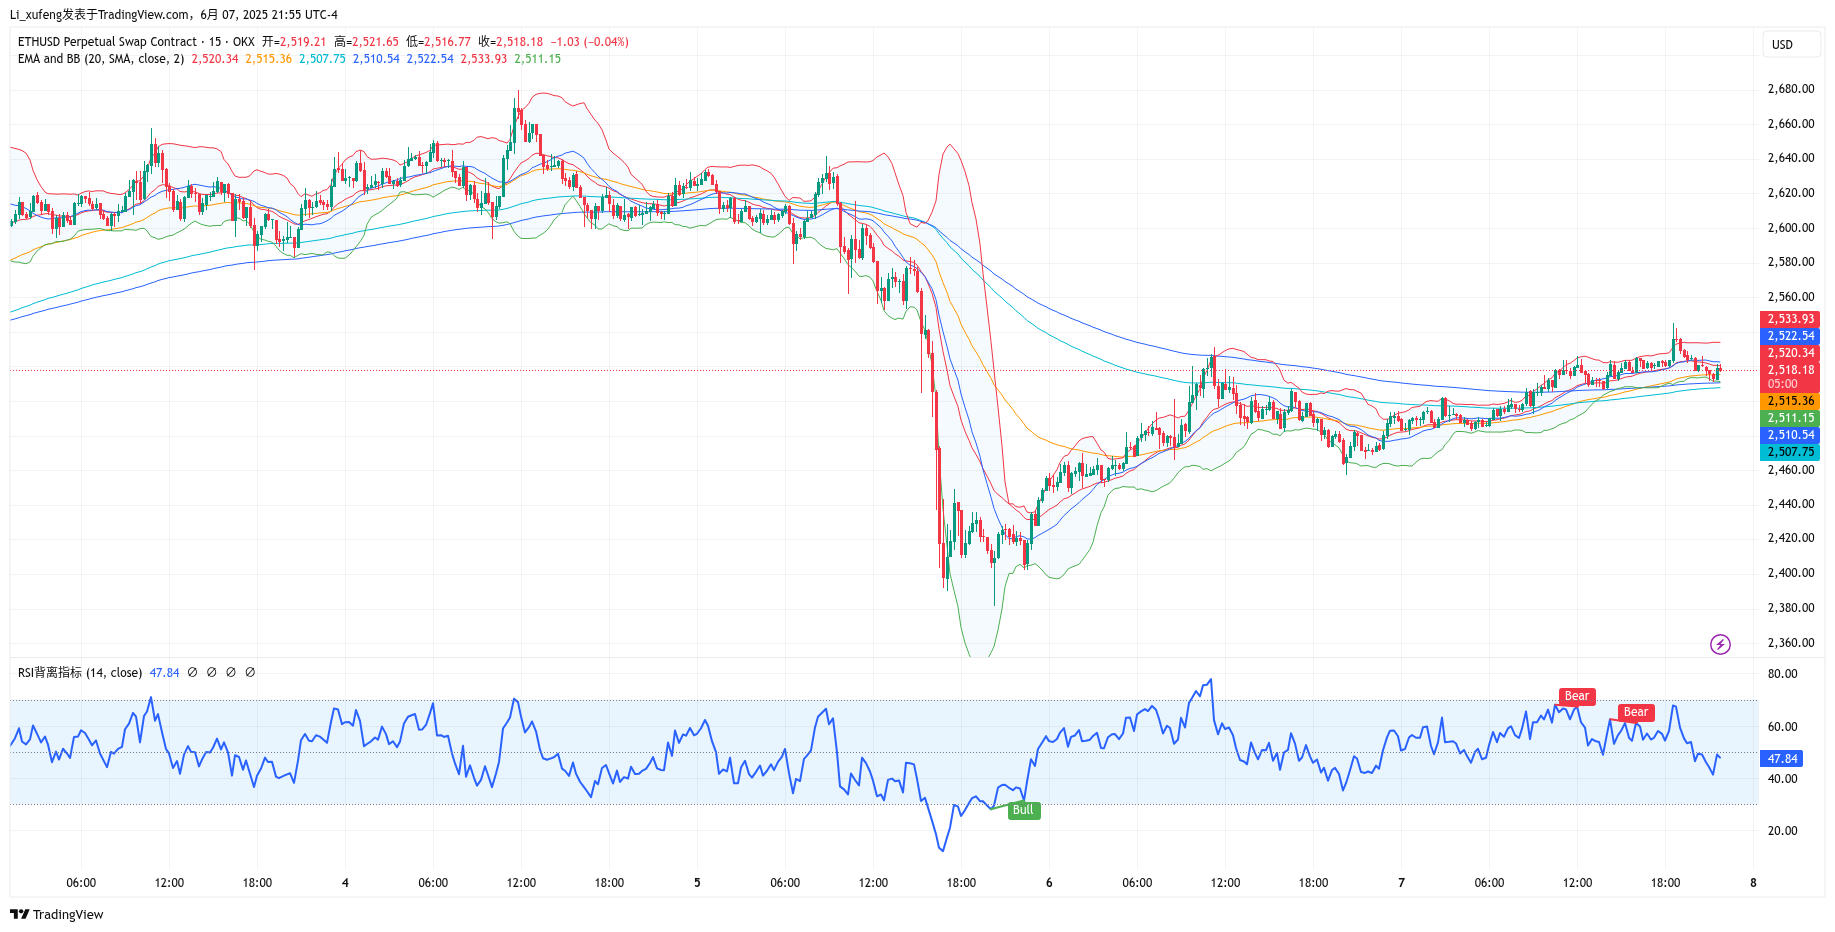 Li_xufeng发表于TradingView.com, 6月 07, 2025 21:55 UTC-4
ETHUSD Perpetual Swap Contract · 15 · OKX 开=2,519.21 高=2,521.65 低=2,516.77 收=2,518.18 −1.03 (−0.04%)
EMA and BB (20, SMA, close, 2) 2,520.34 2,515.36 2,507.75 2,510.54 2,522.54 2,533.93 2,511.15
USD
2,680.00
2,660.00
2,640.00
2,620.00
2,600.00
2,580.00
2,560.00
2,533.93
2,522.54
2,520.34
2,518.18
05:00
2,515.36
2,511.15
2,510.54
2,507.75
2,460.00
2,440.00
2,420.00
2,400.00
2,380.00
2,360.00
RSI背离指标 (14, close) 47.84 ∅ ∅ ∅ ∅
80.00
Bear
Bear
60.00
47.84
40.00
Bull
20.00
06:00 12:00 18:00 4 06:00 12:00 18:00 5 06:00 12:00 18:00 6 06:00 12:00 18:00 7 06:00 12:00 18:00 8
TradingView